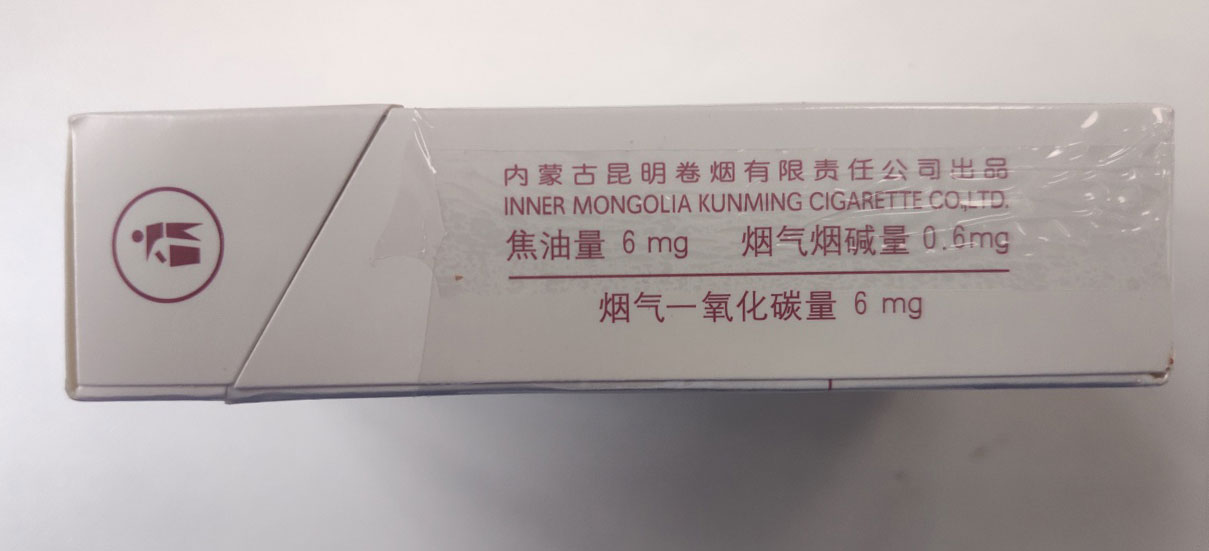 内蒙古昆明卷烟有限责任公司出品
INNER MONGOLIA KUNMING CIGARETTE CO.,LTD.
焦油量 6 mg 烟气烟碱量 0.6mg
烟气一氧化碳量 6 mg